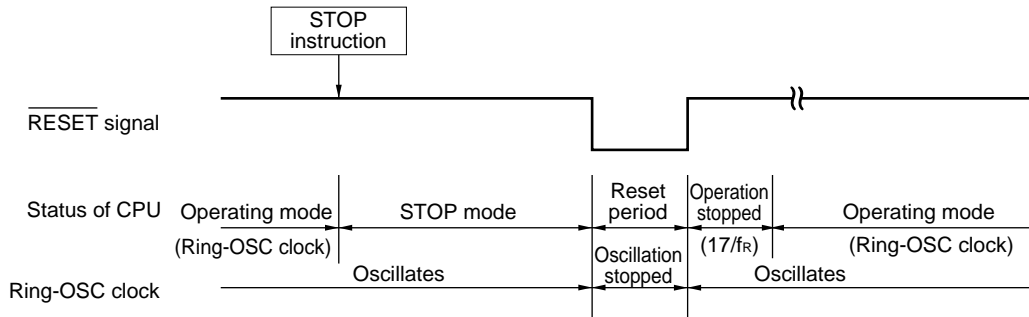 STOP
instruction
RESET signal
Status of CPU
Operating mode
(Ring-OSC clock)
STOP mode
Reset
period
Operation
stopped
(17/fR)
Operating mode
(Ring-OSC clock)
Ring-OSC clock
Oscillates
Oscillation
stopped
Oscillates